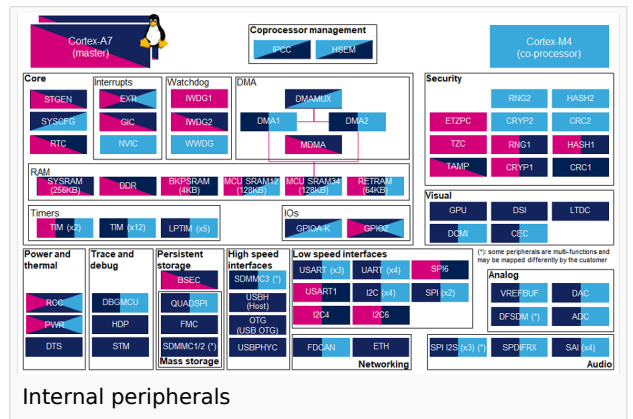 Cortex-A7
(master)
Coprocessor management
IPCC
HSEM
Cortex-M4
(co-processor)
Core
STGEN
SYSCFG
RTC
Interrupts
EXTI
GIC
NVIC
Watchdog
IWDG1
IWDG2
WWDG
DMA
DMAMUX
DMA1
DMA2
MDMA
Security
RNG2
HASH2
ETZPC
CRYP2
CRC2
TZC
RNG1
HASH1
TAMP
CRYP1
CRC1
RAM
SYSRAM
(256KB)
DDR
BKPSRAM
(4KB)
MCU SRAM12
(128KB)
MCU SRAM34
(128KB)
RETRAM
(64KB)
Timers
TIM (x2)
TIM (x12)
LPTIM (x5)
IOs
GPIOA-K
GPIOZ
Visual
GPU
DSI
LTDC
DCMI
CEC
(*): some peripherals are multi-functions and
may be mapped differently by the customer
Power and
thermal
RCC
PWR
DTS
Trace and
debug
DBGMCU
HDP
STM
Persistent
storage
BSEC
QUADSPI
FMC
SDMMC1/2 (*)
Mass storage
High speed
interfaces
SDMMC3 (*)
USBH
(Host)
OTG
(USB OTG)
USBPHYC
Low speed interfaces
USART (x3)
UART (x4)
SPI6
USART1
I2C (x4)
SPI (x2)
I2C4
I2C6
FDCAN
ETH
Networking
Analog
VREFBUF
DAC
DFSDM (*)
ADC
SPI I2S (x3) (*)
SPDIFRX
SAI (x4)
Audio
Internal peripherals